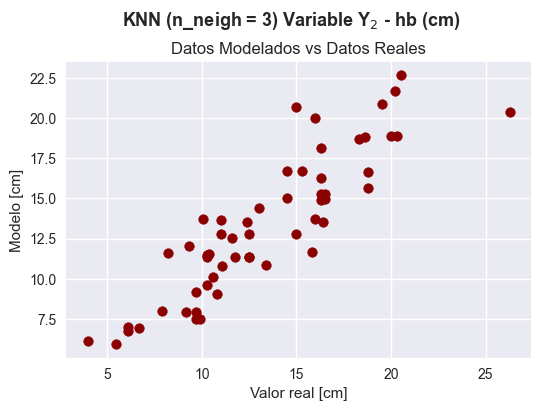 KNN (n_neigh = 3) Variable Y₂ - hb (cm)
Datos Modelados vs Datos Reales
22.5
20.0
17.5
15.0
12.5
10.0
7.5
Modelo [cm]
5 10 15 20 25
Valor real [cm]